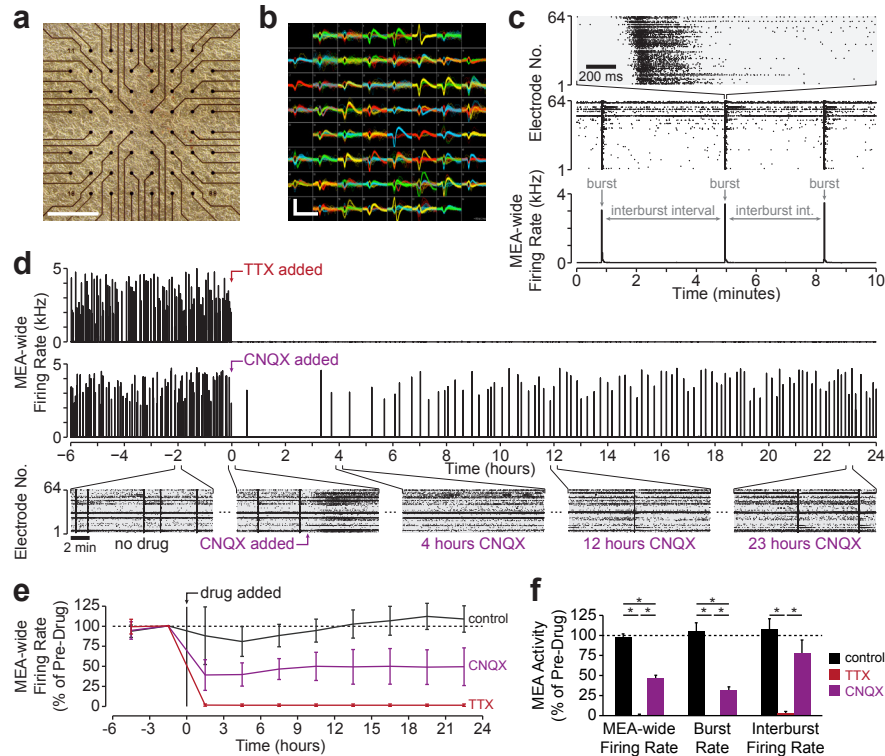 a
b
c
64
1
Electrode No.
200 ms
64
1
Electrode No.
burst
burst
burst
interburst interval
interburst int.
4
2
0
MEA-wide
Firing Rate (kHz)
0
2
4
6
8
10
Time (minutes)
d
TTX added
5
0
CNQX added
5
0
MEA-wide
Firing Rate (kHz)
−6
−4
−2
0
2
4
6
8
10
12
14
16
18
20
22
24
Time (hours)
64
1
Electrode No.
2 min
no drug
CNQX added
4 hours CNQX
12 hours CNQX
23 hours CNQX
e
drug added
MEA-wide
Firing Rate
(% of Pre-Drug)
125
100
75
50
25
0
control
CNQX
TTX
-6
-3
0
3
6
9
12
15
18
21
24
Time (hours)
f
MEA Activity
(% of Pre-Drug)
125
100
75
50
25
0
*
* *
*
* *
* *
control
TTX
CNQX
MEA-wide
Firing Rate
Burst
Rate
Interburst
Firing Rate